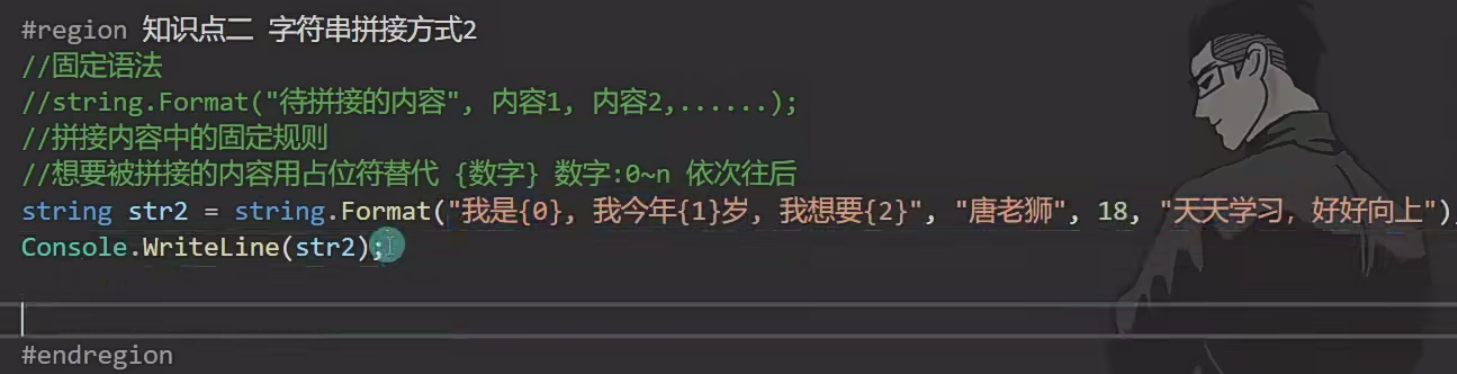 #region 知识点二 字符串拼接方式2
//固定语法
//string.Format("待拼接的内容", 内容1, 内容2,......);
//拼接内容中的固定规则
//想要被拼接的内容用占位符替代 {数字} 数字:0~n 依次往后
string str2 = string.Format("我是{0}, 我今年{1}岁, 我想要{2}", "唐老狮", 18, "天天学习，好好向上");
Console.WriteLine(str2);
#endregion